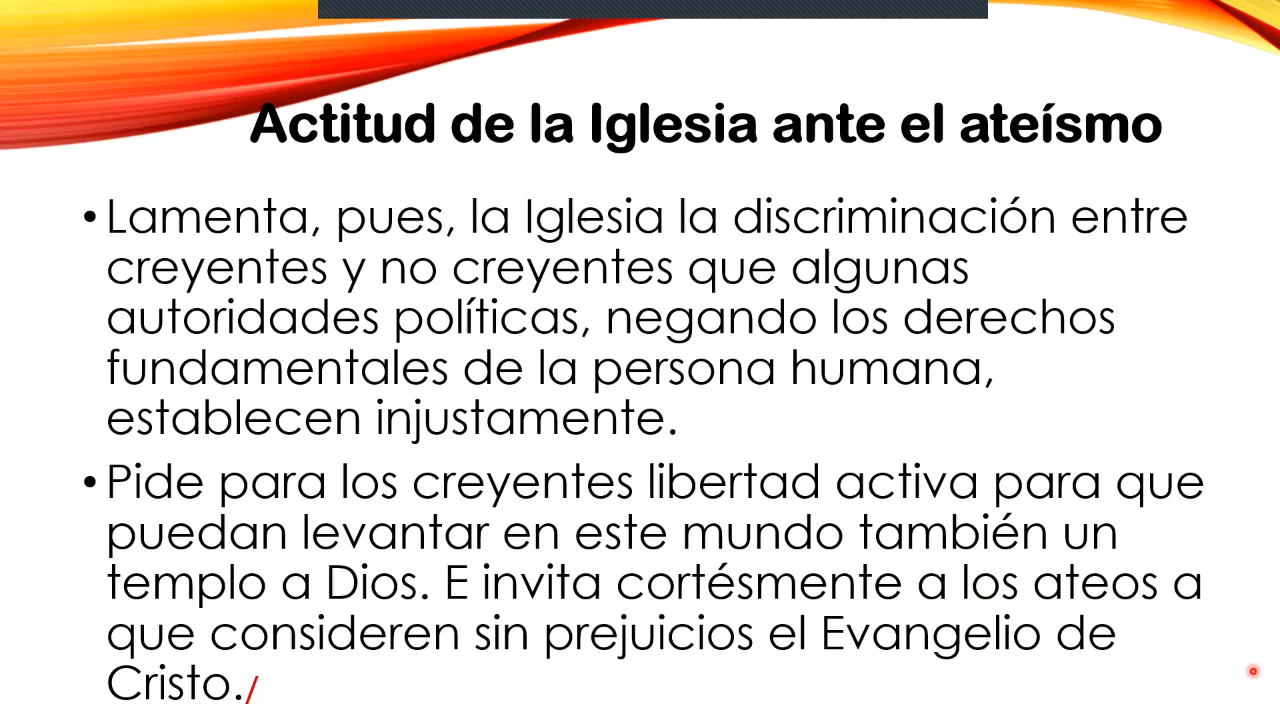 Actitud de la Iglesia ante el ateísmo
• Lamenta, pues, la Iglesia la discriminación entre
creyentes y no creyentes que algunas
autoridades políticas, negando los derechos
fundamentales de la persona humana,
establecen injustamente.
• Pide para los creyentes libertad activa para que
puedan levantar en este mundo también un
templo a Dios. E invita cortésmente a los ateos a
que consideren sin prejuicios el Evangelio de
Cristo./